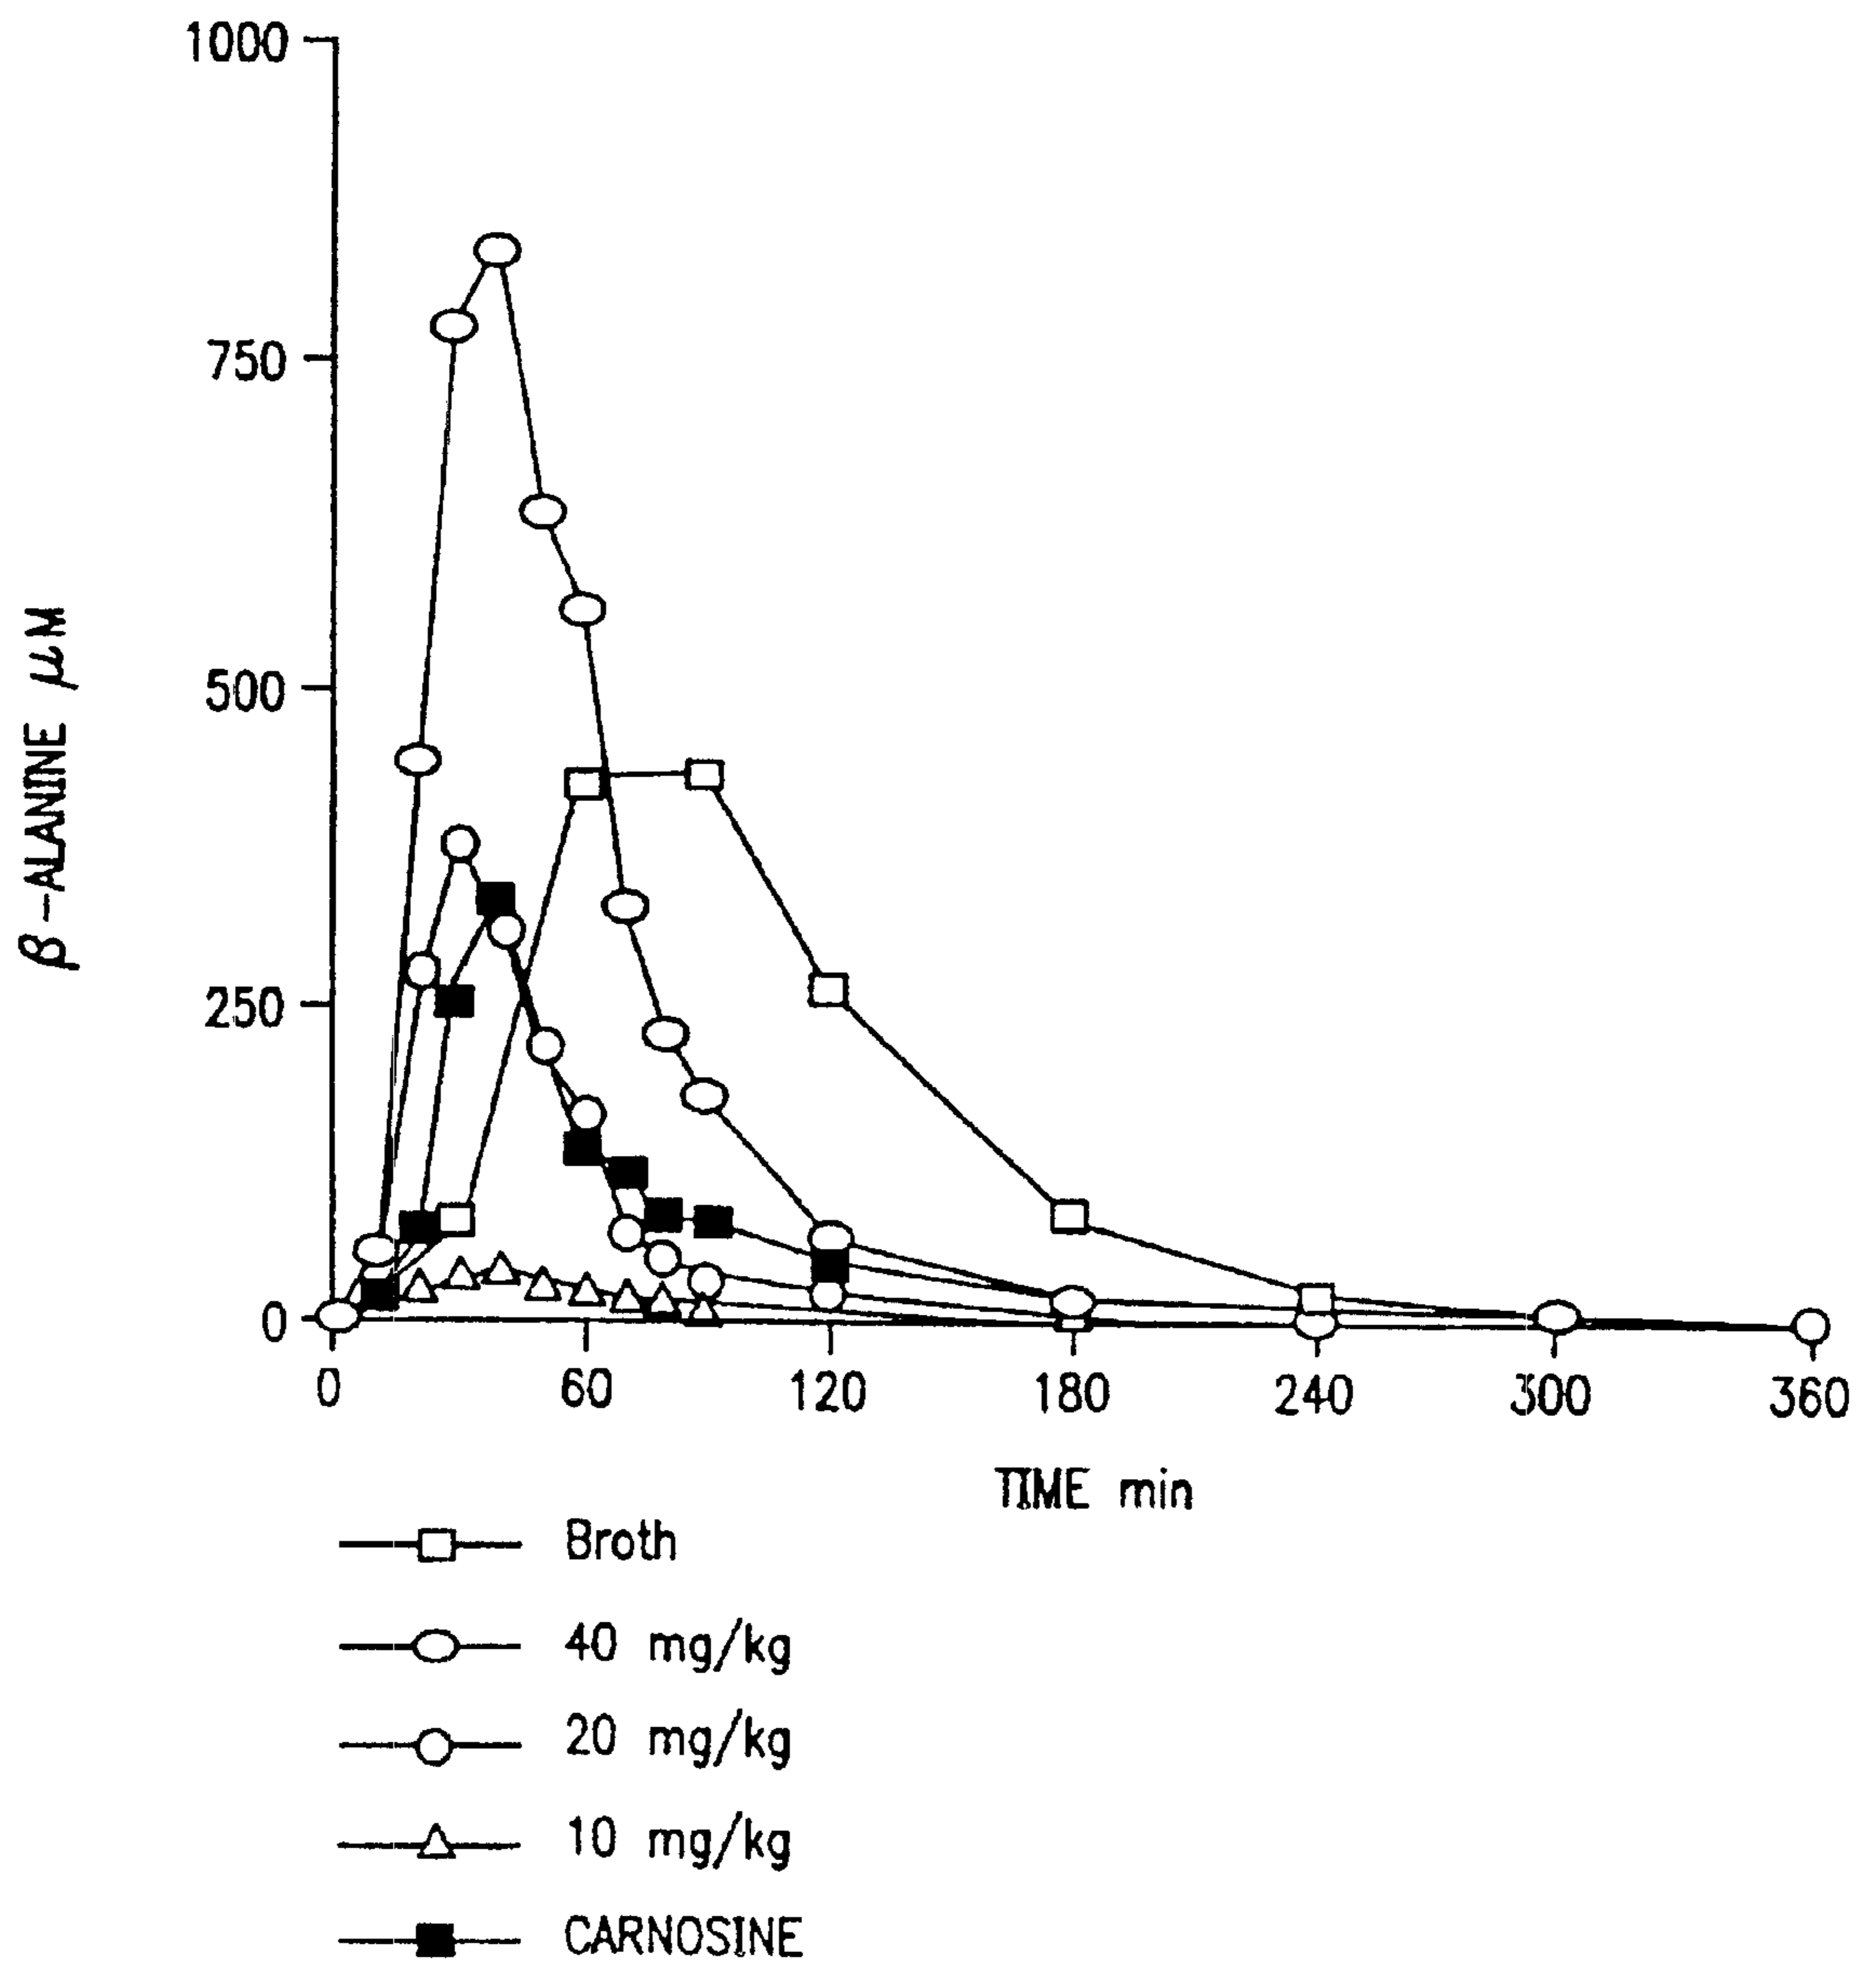 1000
750
500
250
0
β-ALANINE μM
0 60 120 180 240 300 360
TIME min
Broth
40 mg/kg
20 mg/kg
10 mg/kg
CARNOSINE